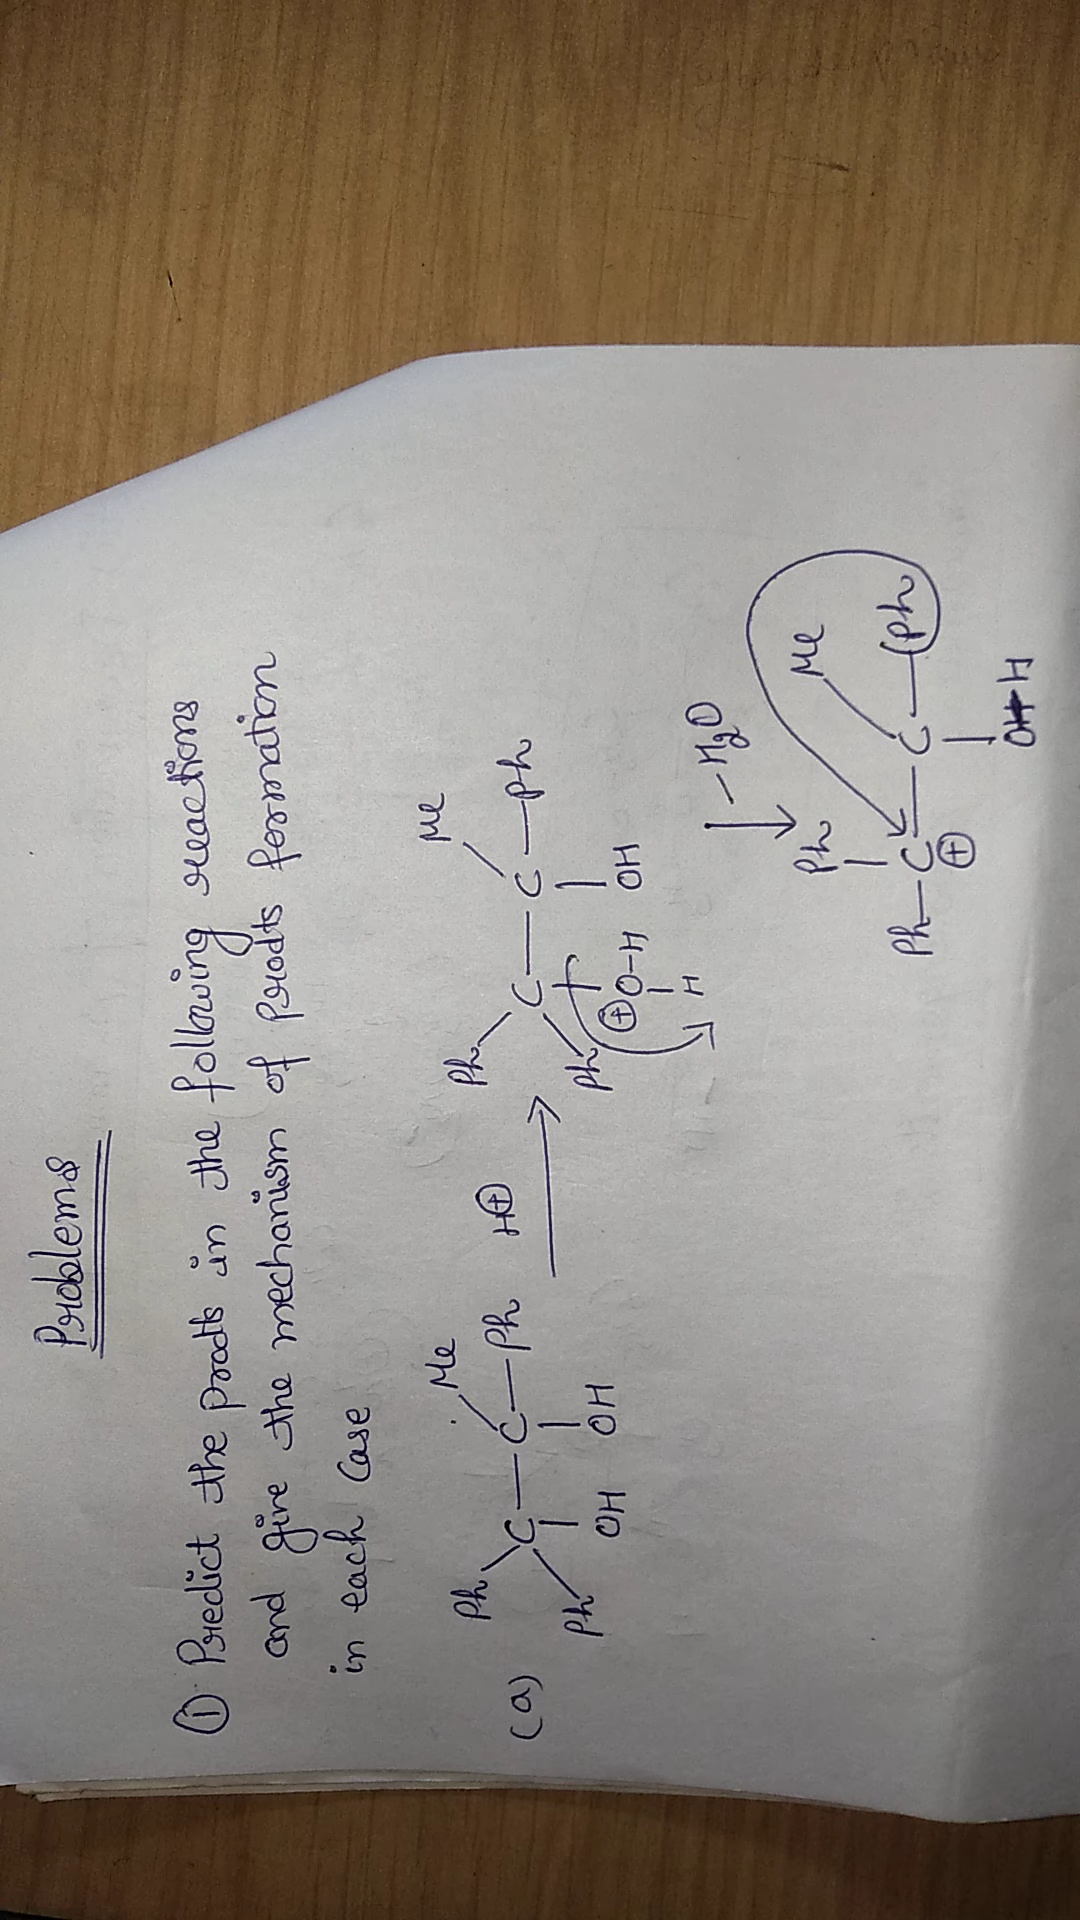 Problems
① Predict the prodts in the following reactions
and give the mechanism of prodts formation
in each case
(a)
Ph Me
Ph C — C — Ph
OH OH
H⊕
Ph Me
Ph C — C — Ph
⊕O-H OH
H
- H₂O
Ph Me
Ph — C — C — Ph
⊕ O H